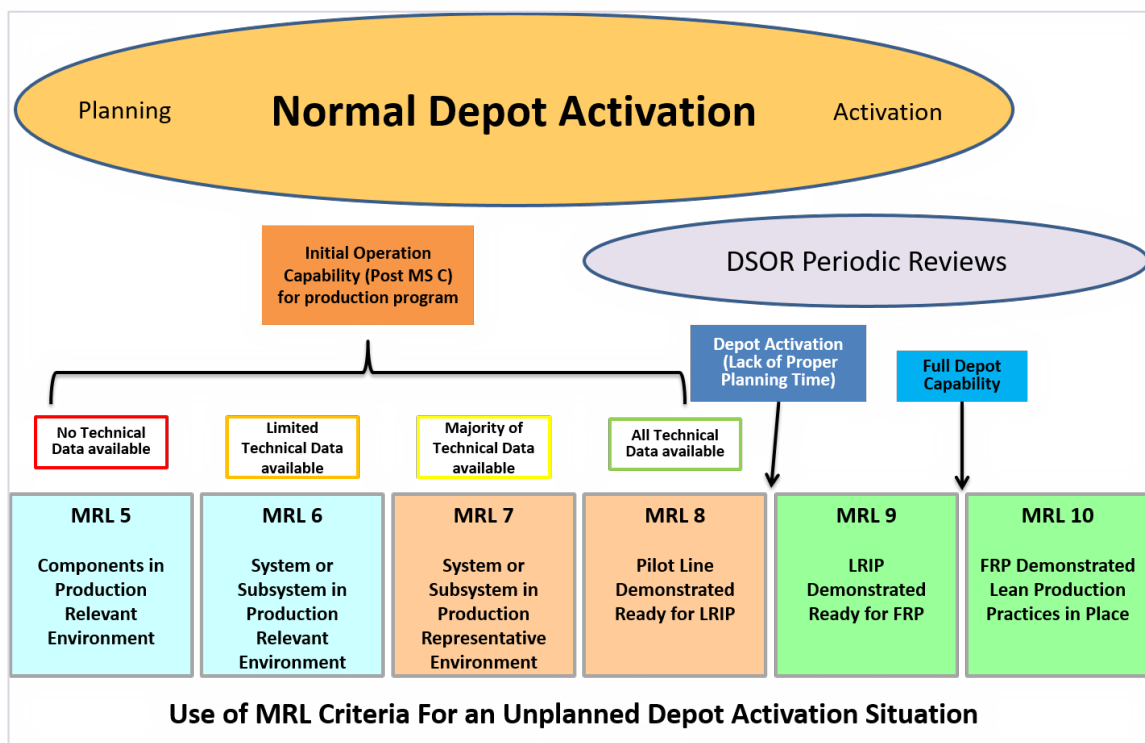 Planning
Normal Depot Activation
Activation
DSOR Periodic Reviews
Initial Operation
Capability (Post MS C)
for production program
Depot Activation
(Lack of Proper
Planning Time)
Full Depot
Capability
No Technical
Data available
Limited
Technical Data
available
Majority of
Technical Data
available
All Technical
Data available
MRL 5
Components in
Production
Relevant
Environment
MRL 6
System or
Subsystem in
Production
Relevant
Environment
MRL 7
System or
Subsystem in
Production
Representative
Environment
MRL 8
Pilot Line
Demonstrated
Ready for LRIP
MRL 9
LRIP
Demonstrated
Ready for FRP
MRL 10
FRP Demonstrated
Lean Production
Practices in Place
Use of MRL Criteria For an Unplanned Depot Activation Situation